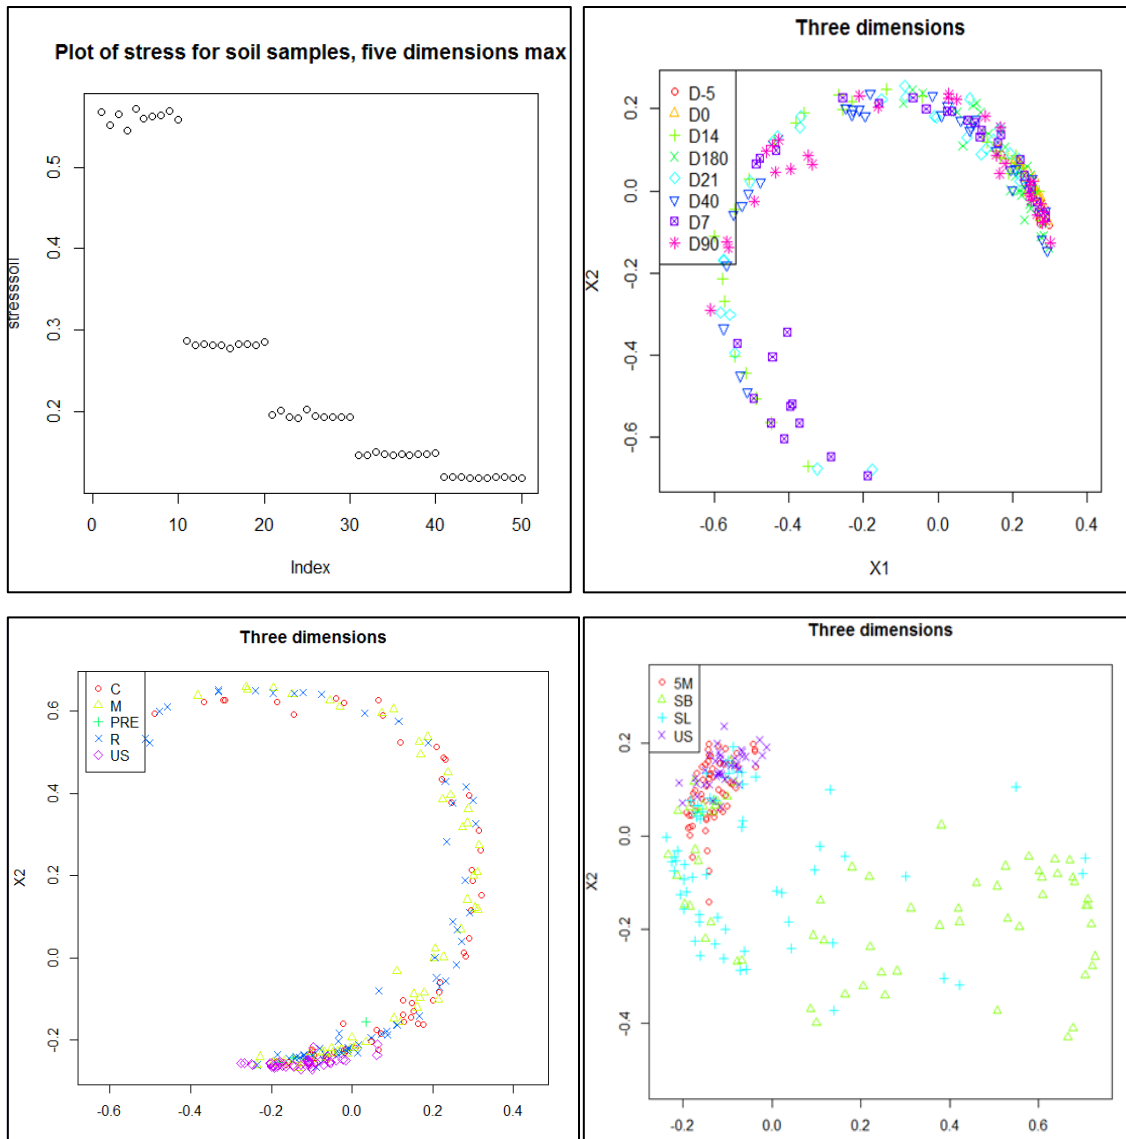 Plot of stress for soil samples, five dimensions max
stresssoil
0.5
0.4
0.3
0.2
0 10 20 30 40 50
Index
Three dimensions
D-5
D0
D14
D180
D21
D40
D7
D90
X2
0.2
0.0
-0.2
-0.4
-0.6
-0.6 -0.4 -0.2 0.0 0.2 0.4
X1
Three dimensions
C
M
PRE
R
US
X2
0.6
0.4
0.2
0.0
-0.2
-0.6 -0.4 -0.2 0.0 0.2 0.4
Three dimensions
5M
SB
SL
US
X2
0.2
0.0
-0.2
-0.4
-0.2 0.0 0.2 0.4 0.6